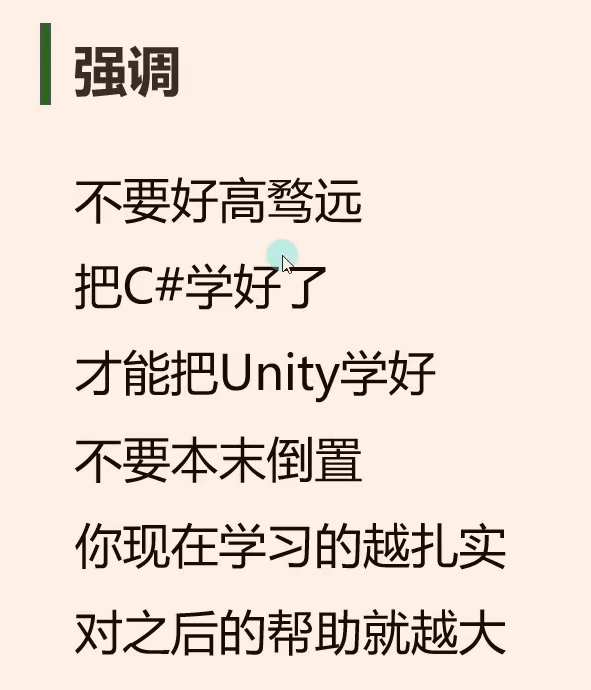 强调
不要好高骛远
把C#学好了
才能把Unity学好
不要本末倒置
你现在学习的越扎实
对之后的帮助就越大